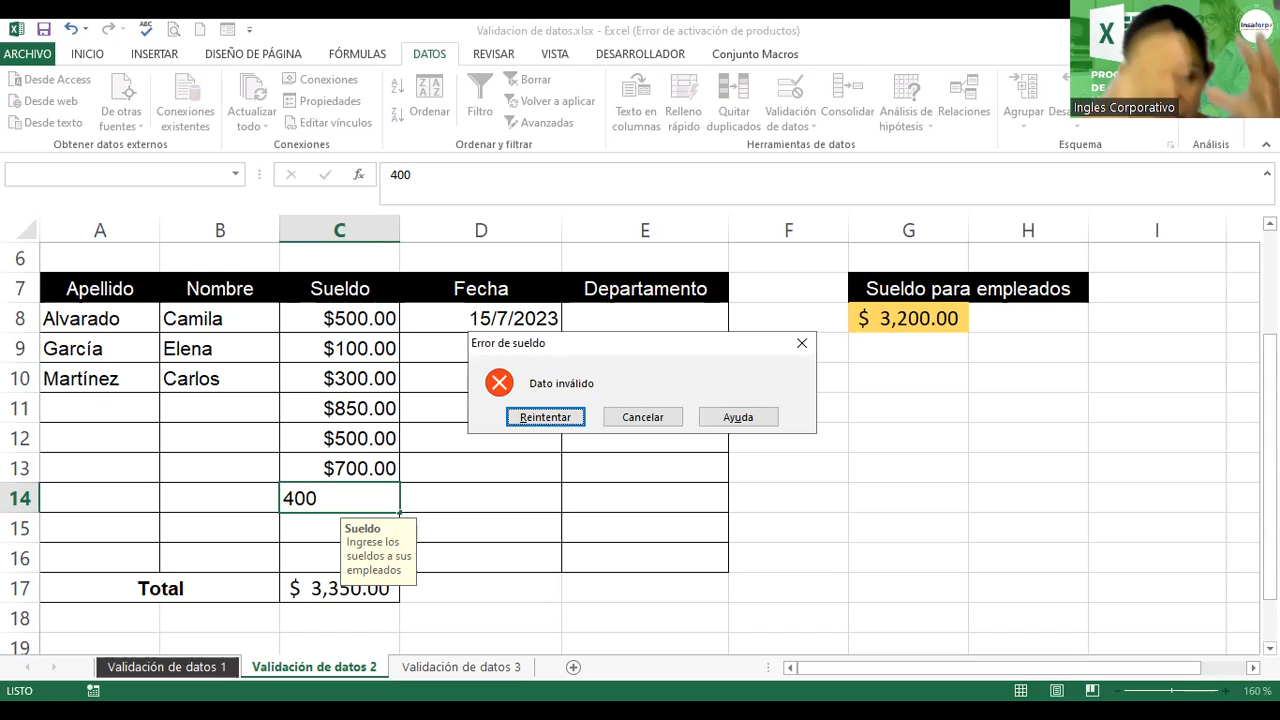 Validacion de datos.xlsx - Excel (Error de activación de productos)
ARCHIVO INICIO INSERTAR DISEÑO DE PÁGINA FÓRMULAS DATOS REVISAR VISTA DESARROLLADOR Conjunto Macros
Desde Access
Desde web
Desde texto
De otras fuentes
Conexiones existentes
Obtener datos externos
Actualizar todo
Conexiones
Propiedades
Editar vínculos
Conexiones
Ordenar
Filtro
Borrar
Volver a aplicar
Avanzadas
Ordenar y filtrar
Texto en columnas
Relleno rápido
Quitar duplicados
Validación de datos
Consolidar
Análisis de hipótesis
Relaciones
Herramientas de datos
Agrupar
Esquema
Análisis
Insaforp
Ingles Corporativo
fx 400
A B C D E F G H I
6
7 Apellido Nombre Sueldo Fecha Departamento Sueldo para empleados
8 Alvarado Camila $500.00 15/7/2023 $ 3,200.00
9 García Elena $100.00
10 Martínez Carlos $300.00
11 $850.00
12 $500.00
13 $700.00
14 400
15
16
17 Total $ 3,350.00
18
19
Error de sueldo
Dato inválido
Reintentar Cancelar Ayuda
Sueldo
Ingrese los
sueldos a sus
empleados
Validación de datos 1 Validación de datos 2 Validación de datos 3
LISTO 160 %